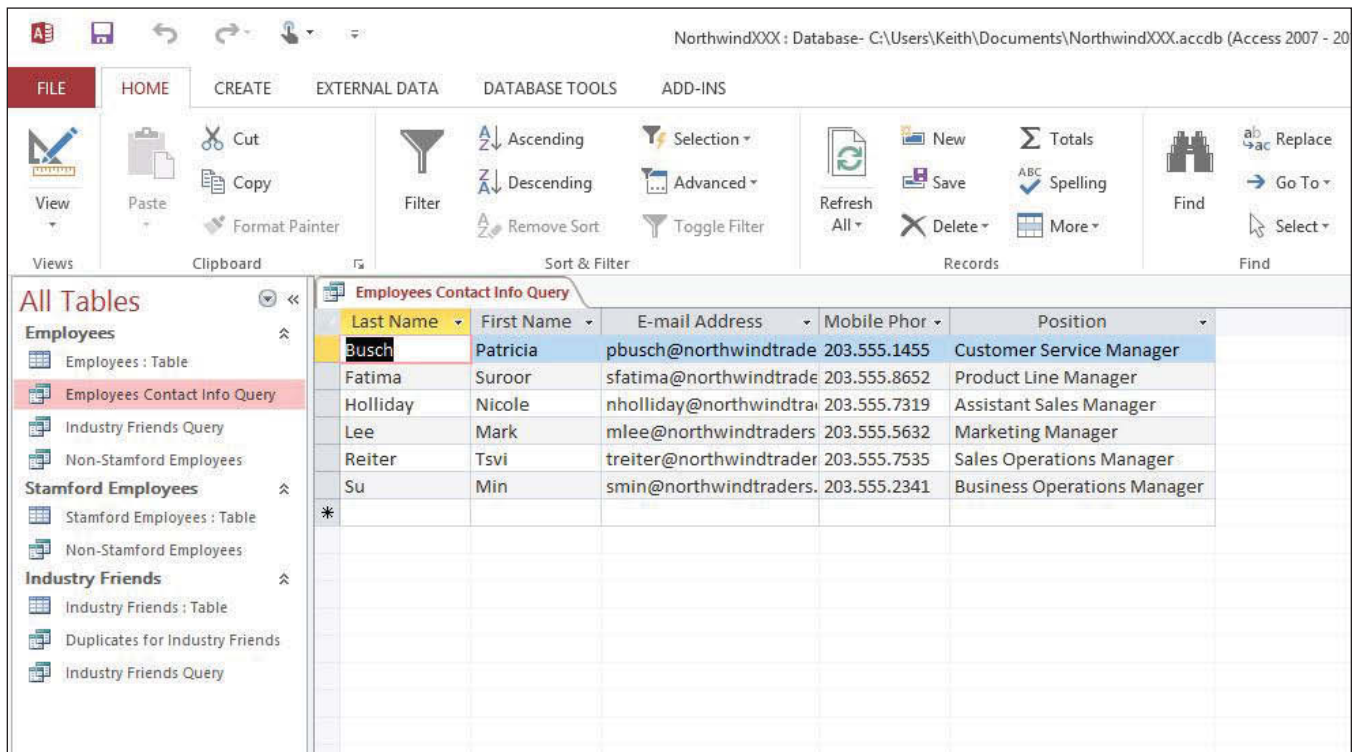 NorthwindXXX : Database- C:\Users\Keith\Documents\NorthwindXXX.accdb (Access 2007 - 20
FILE HOME CREATE EXTERNAL DATA DATABASE TOOLS ADD-INS
View
Views
Paste
Cut
Copy
Format Painter
Clipboard
Filter
Ascending
Descending
Remove Sort
Selection
Advanced
Toggle Filter
Sort & Filter
Refresh
All
New
Save
Delete
Totals
Spelling
More
Records
Find
Replace
Go To
Select
Find
All Tables
Employees
Employees : Table
Employees Contact Info Query
Industry Friends Query
Non-Stamford Employees
Stamford Employees
Stamford Employees : Table
Non-Stamford Employees
Industry Friends
Industry Friends : Table
Duplicates for Industry Friends
Industry Friends Query
Employees Contact Info Query
Last Name First Name E-mail Address Mobile Phor Position
Busch Patricia pbusch@northwindtrade 203.555.1455 Customer Service Manager
Fatima Suroor sfatima@northwindtrade 203.555.8652 Product Line Manager
Holliday Nicole nholliday@northwindtra 203.555.7319 Assistant Sales Manager
Lee Mark mlee@northwindtraders 203.555.5632 Marketing Manager
Reiter Tsvi treiter@northwindtrader 203.555.7535 Sales Operations Manager
Su Min smin@northwindtraders. 203.555.2341 Business Operations Manager